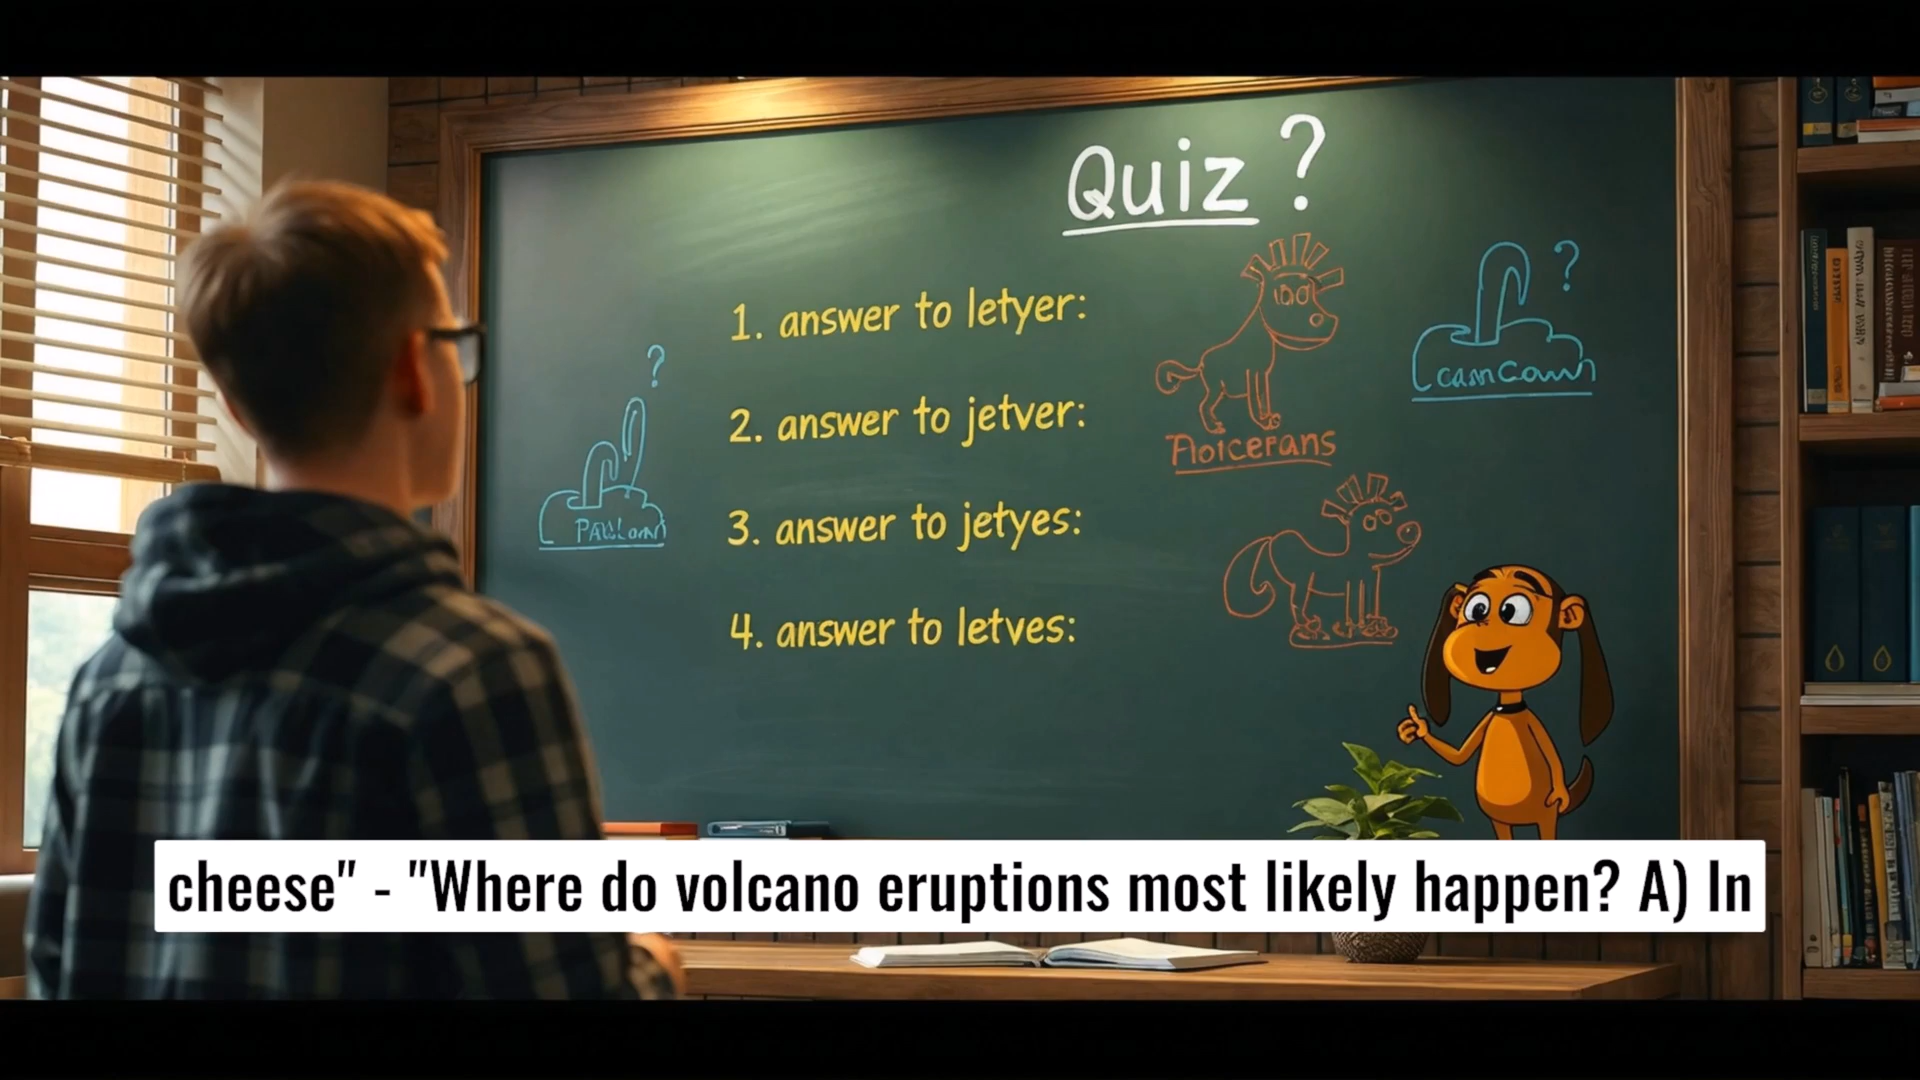 Quiz ?
1. answer to letyer:
2. answer to jetver:
3. answer to jetyes:
4. answer to letves:
Floicerans
camcown
cheese" - "Where do volcano eruptions most likely happen? A) In